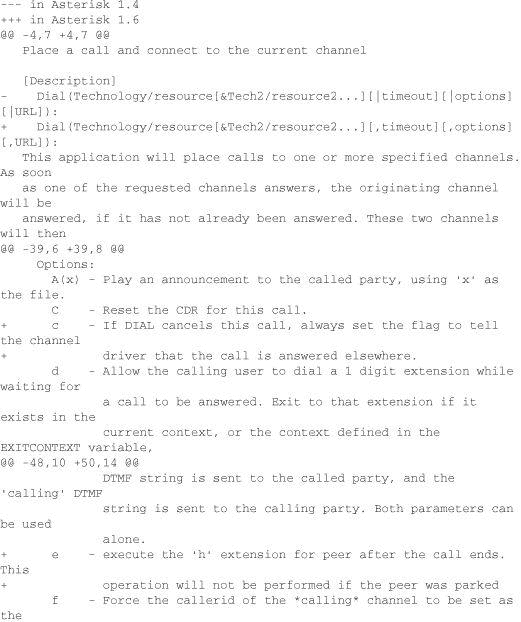 --- in Asterisk 1.4
+++ in Asterisk 1.6
@@ -4,7 +4,7 @@
   Place a call and connect to the current channel

   [Description]
-    Dial(Technology/resource[&Tech2/resource2...][|timeout][|options]
[|URL]):
+    Dial(Technology/resource[&Tech2/resource2...][,timeout][,options]
[,URL]):
   This application will place calls to one or more specified channels.
As soon
   as one of the requested channels answers, the originating channel
will be
   answered, if it has not already been answered. These two channels
will then
@@ -39,6 +39,8 @@
     Options:
       A(x) - Play an announcement to the called party, using 'x' as
the file.
       C    - Reset the CDR for this call.
+      c    - If DIAL cancels this call, always set the flag to tell
the channel
+             driver that the call is answered elsewhere.
       d    - Allow the calling user to dial a 1 digit extension while
waiting for
              a call to be answered. Exit to that extension if it
exists in the
              current context, or the context defined in the
EXITCONTEXT variable,
@@ -48,10 +50,14 @@
              DTMF string is sent to the called party, and the
'calling' DTMF
              string is sent to the calling party. Both parameters can
be used
              alone.
+      e    - execute the 'h' extension for peer after the call ends.
This
+             operation will not be performed if the peer was parked
       f    - Force the callerid of the *calling* channel to be set as
the